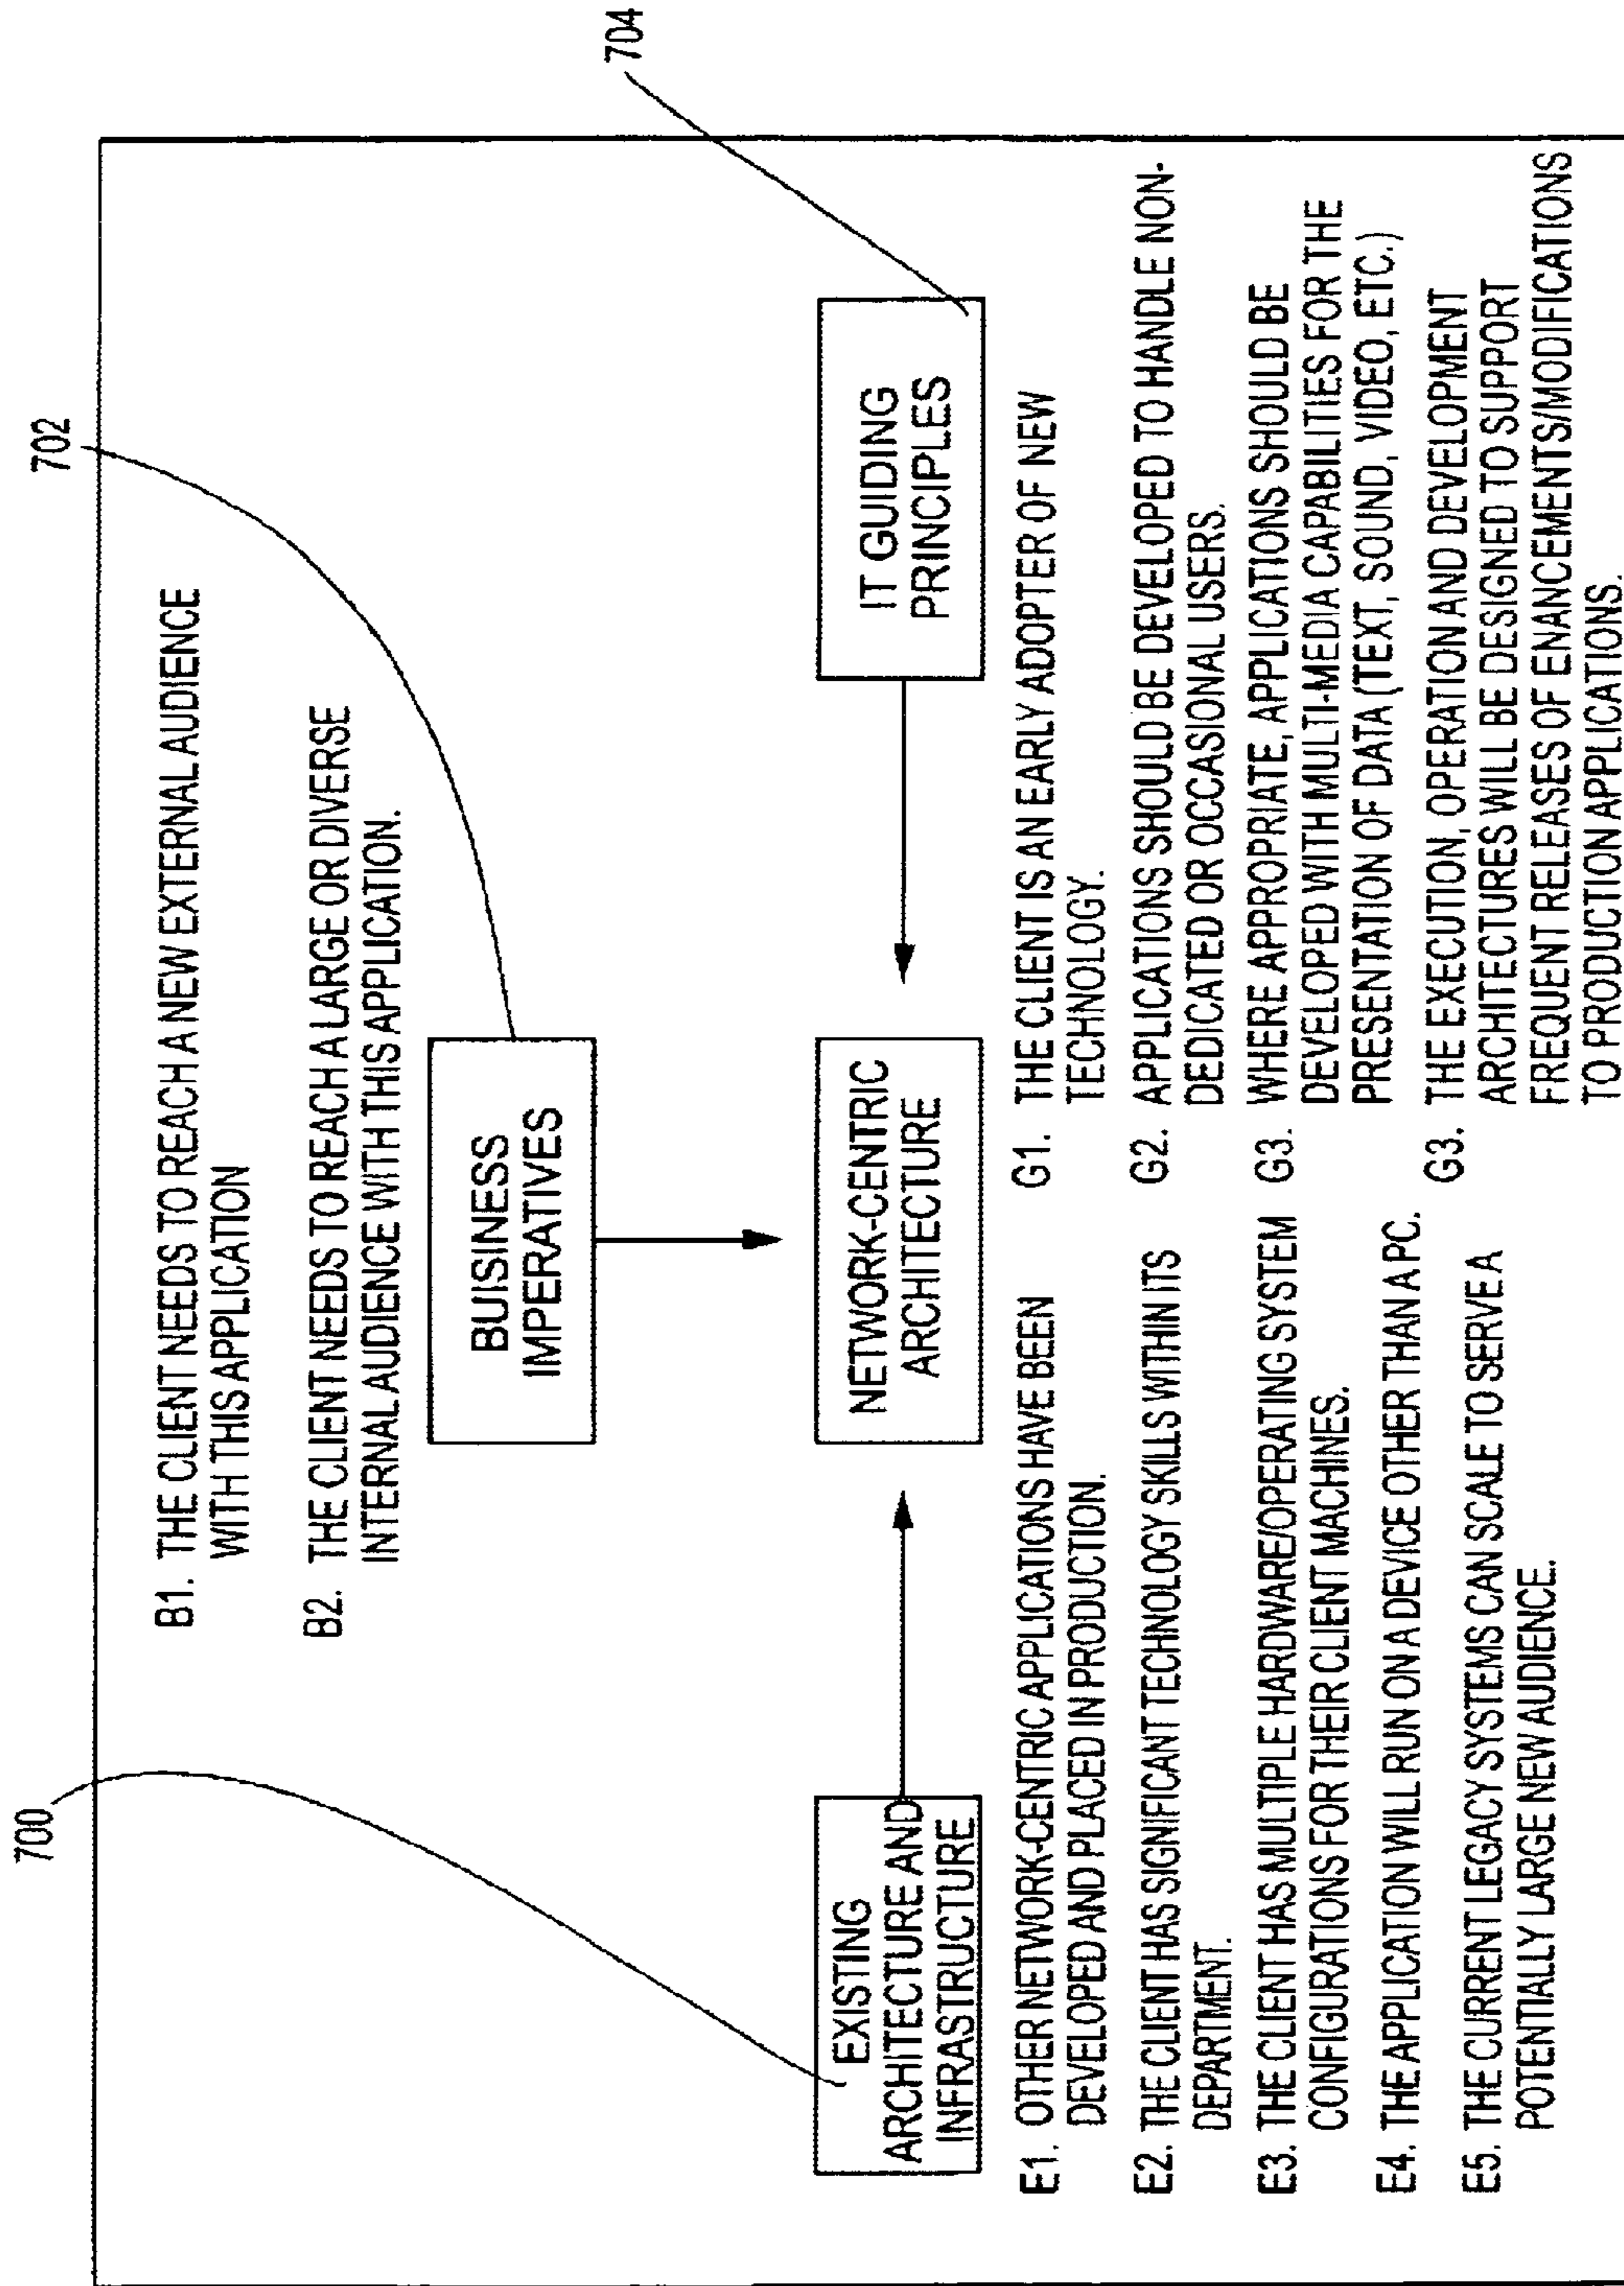 700
702
704
B1. THE CLIENT NEEDS TO REACH A NEW EXTERNAL AUDIENCE
WITH THIS APPLICATION
B2. THE CLIENT NEEDS TO REACH A LARGE OR DIVERSE
INTERNAL AUDIENCE WITH THIS APPLICATION.
BUISINESS
IMPERATIVES
EXISTING
ARCHITECTURE AND
INFRASTRUCTURE
NETWORK-CENTRIC
ARCHITECTURE
IT GUIDING
PRINCIPLES
E1. OTHER NETWORK-CENTRIC APPLICATIONS HAVE BEEN
DEVELOPED AND PLACED IN PRODUCTION.
E2. THE CLIENT HAS SIGNIFICANT TECHNOLOGY SKILLS WITHIN ITS
DEPARTMENT.
E3. THE CLIENT HAS MULTIPLE HARDWARE/OPERATING SYSTEM
CONFIGURATIONS FOR THEIR CLIENT MACHINES.
E4. THE APPLICATION WILL RUN ON A DEVICE OTHER THAN A PC.
E5. THE CURRENT LEGACY SYSTEMS CAN SCALE TO SERVE A
POTENTIALLY LARGE NEW AUDIENCE.
G1. THE CLIENT IS AN EARLY ADOPTER OF NEW
TECHNOLOGY.
G2. APPLICATIONS SHOULD BE DEVELOPED TO HANDLE NON-
DEDICATED OR OCCASIONAL USERS.
G3. WHERE APPROPRIATE, APPLICATIONS SHOULD BE
DEVELOPED WITH MULTI-MEDIA CAPABILITIES FOR THE
PRESENTATION OF DATA (TEXT, SOUND, VIDEO, ETC.)
G3. THE EXECUTION, OPERATION AND DEVELOPMENT
ARCHITECTURES WILL BE DESIGNED TO SUPPORT
FREQUENT RELEASES OF ENANCEMENTS/MODIFICATIONS
TO PRODUCTION APPLICATIONS.